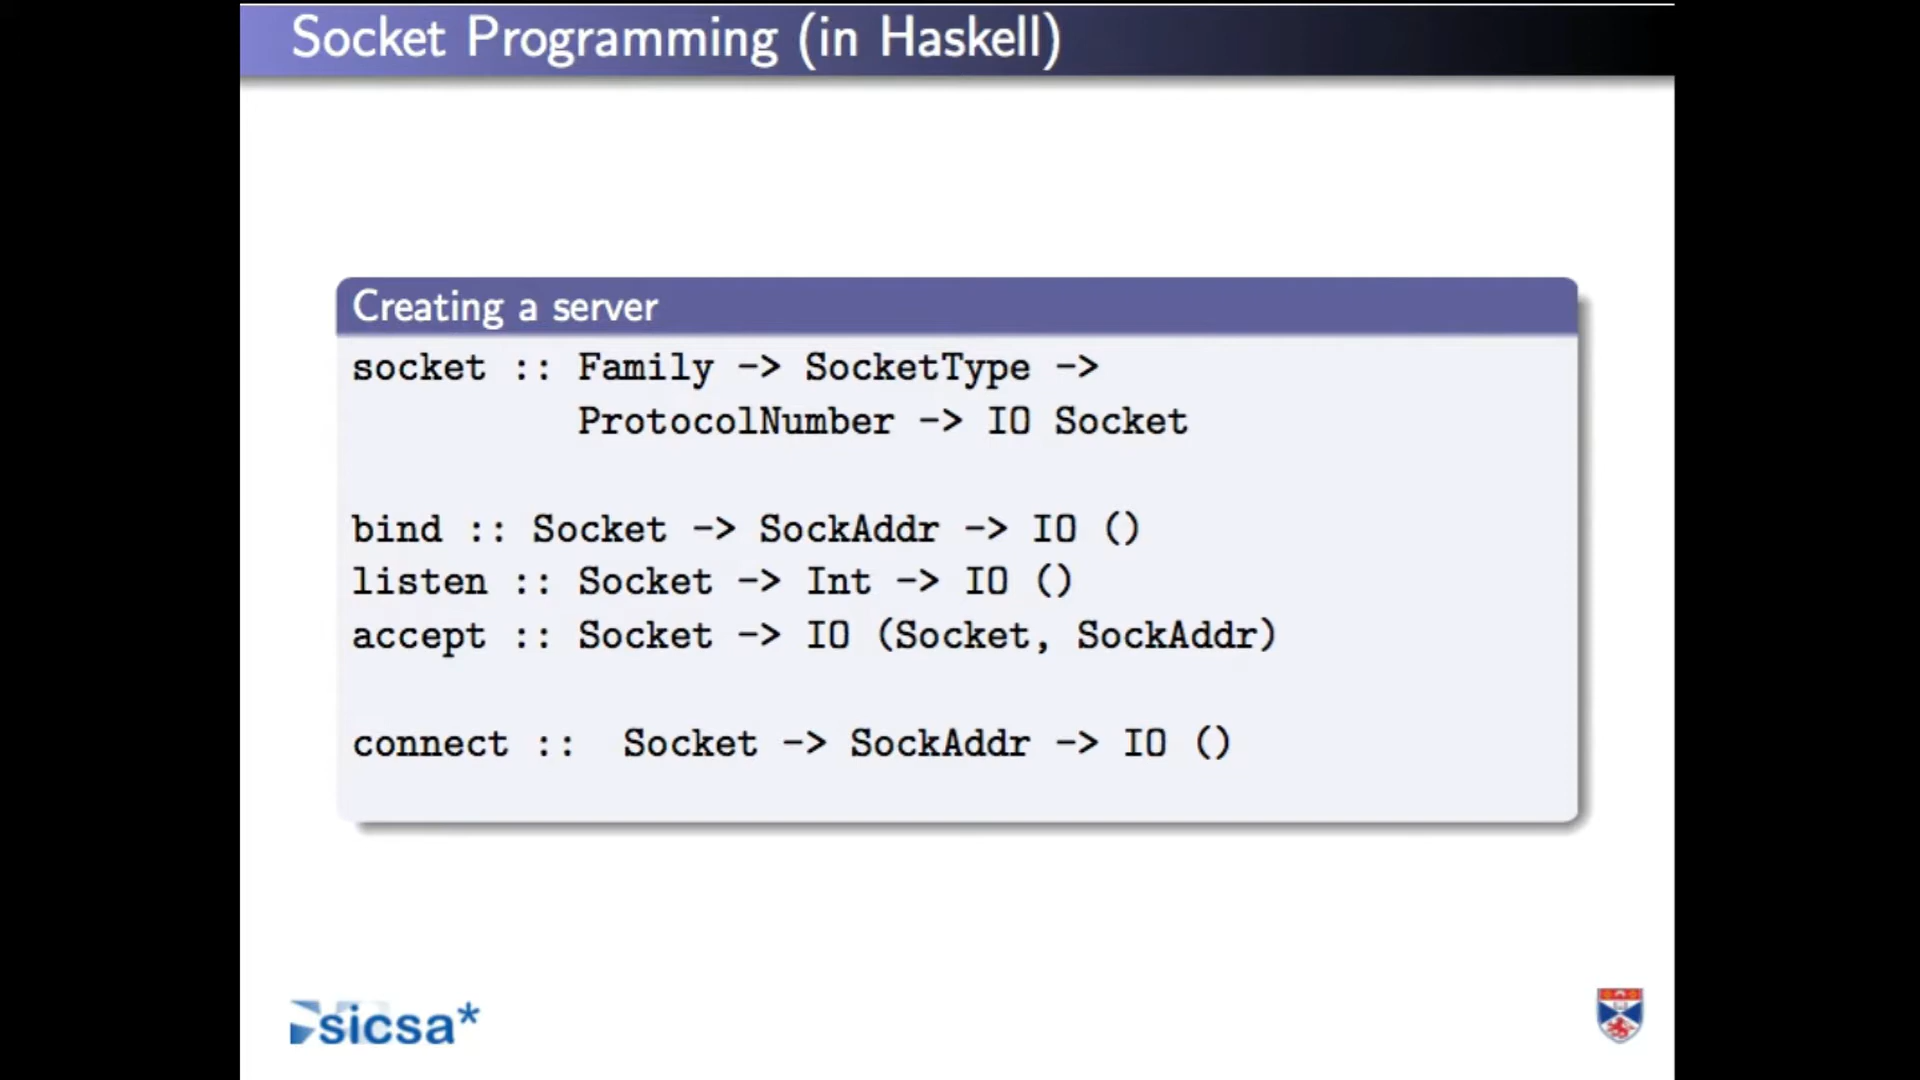 Socket Programming (in Haskell)
Creating a server
socket :: Family -> SocketType ->
ProtocolNumber -> IO Socket
bind :: Socket -> SockAddr -> IO ()
listen :: Socket -> Int -> IO ()
accept :: Socket -> IO (Socket, SockAddr)
connect ::  Socket -> SockAddr -> IO ()
sicsa*